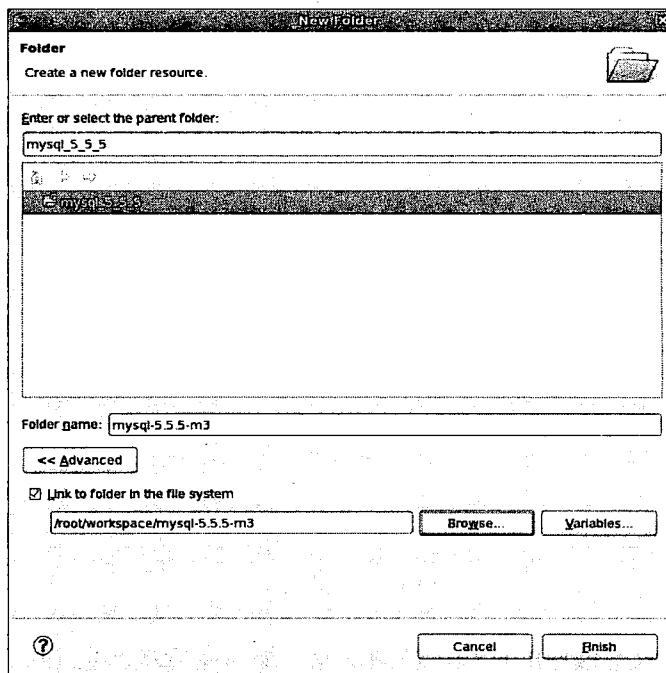 New Folder
Folder
Create a new folder resource.
Enter or select the parent folder:
mysql_5_5_5
mysql_5_5_5
Folder name: mysql-5.5.5-m3
<< Advanced
Link to folder in the file system
/root/workspace/mysql-5.5.5-m3 Browse... Variables...
? Cancel Finish